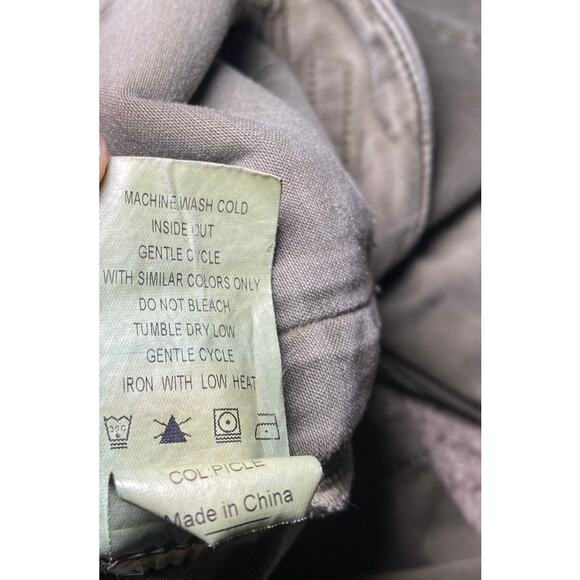 MACHINE WASH COLD
INSIDE OUT
GENTLE CYCLE
WITH SIMILAR COLORS ONLY
DO NOT BLEACH
TUMBLE DRY LOW
GENTLE CYCLE
IRON WITH LOW HEAT
30C
COL:PICLE
Made in China